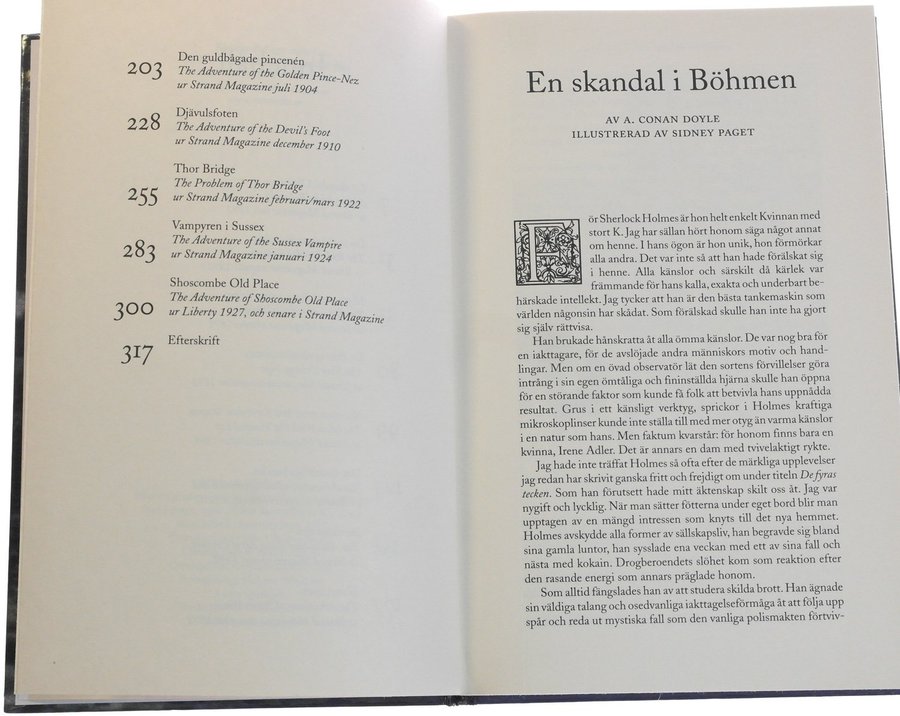 203
Den guldbågade pincenén
The Adventure of the Golden Pince-Nez
ur Strand Magazine juli 1904
228
Djävulsfoten
The Adventure of the Devil's Foot
ur Strand Magazine december 1910
255
Thor Bridge
The Problem of Thor Bridge
ur Strand Magazine februari/mars 1922
283
Vampyren i Sussex
The Adventure of the Sussex Vampire
ur Strand Magazine januari 1924
300
Shoscombe Old Place
The Adventure of Shoscombe Old Place
ur Liberty 1927, och senare i Strand Magazine
317
Efterskrift
En skandal i Böhmen
AV A. CONAN DOYLE
ILLUSTRERAD AV SIDNEY PAGET
För Sherlock Holmes är hon helt enkelt Kvinnan med
stort K. Jag har sällan hört honom säga något annat
om henne. I hans ögon är hon unik, hon förmörkar
alla andra. Det var inte så att han hade förälskat sig
i henne. Alla känslor och särskilt då kärlek var
främmande för hans kalla, exakta och underbart be-
härskade intellekt. Jag tycker att han är den bästa tankemaskin som
världen någonsin har skådat. Som förälskad skulle han inte ha gjort
sig själv rättvisa.
Han brukade hånskratta åt alla ömma känslor. De var nog bra för
en iakttagare, för de avslöjade andra människors motiv och hand-
lingar. Men om en övad observatör lät den sortens förvillelser göra
intrång i sin egen ömtåliga och fininställda hjärna skulle han öppna
för en störande faktor som kunde få folk att betvivla hans uppnådda
resultat. Grus i ett känsligt verktyg, sprickor i Holmes kraftiga
mikroskoplinser kunde inte ställa till med mer otyg än varma känslor
i en natur som hans. Men faktum kvarstår: för honom finns bara en
kvinna, Irene Adler. Det är annars en dam med tvivelaktigt rykte.
Jag hade inte träffat Holmes så ofta efter de märkliga upplevelser
jag redan har skrivit ganska fritt och frejdigt om under titeln De fyras
tecken. Som han förutsett hade mitt äktenskap skilt oss åt. Jag var
nygift och lycklig. När man sätter fötterna under eget bord blir man
upptagen av en mängd intressen som knyts till det nya hemmet.
Holmes avskydde alla former av sällskapsliv, han begravde sig bland
sina gamla luntor, han sysslade ena veckan med ett av sina fall och
nästa med kokain. Drogberoendets slöhet kom som reaktion efter
den rasande energi som annars präglade honom.
Som alltid fängslades han av att studera skilda brott. Han ägnade
sin väldiga talang och osedvanliga iakttagelseförmåga åt att följa upp
spår och reda ut mystiska fall som den vanliga polismakten förtviv-